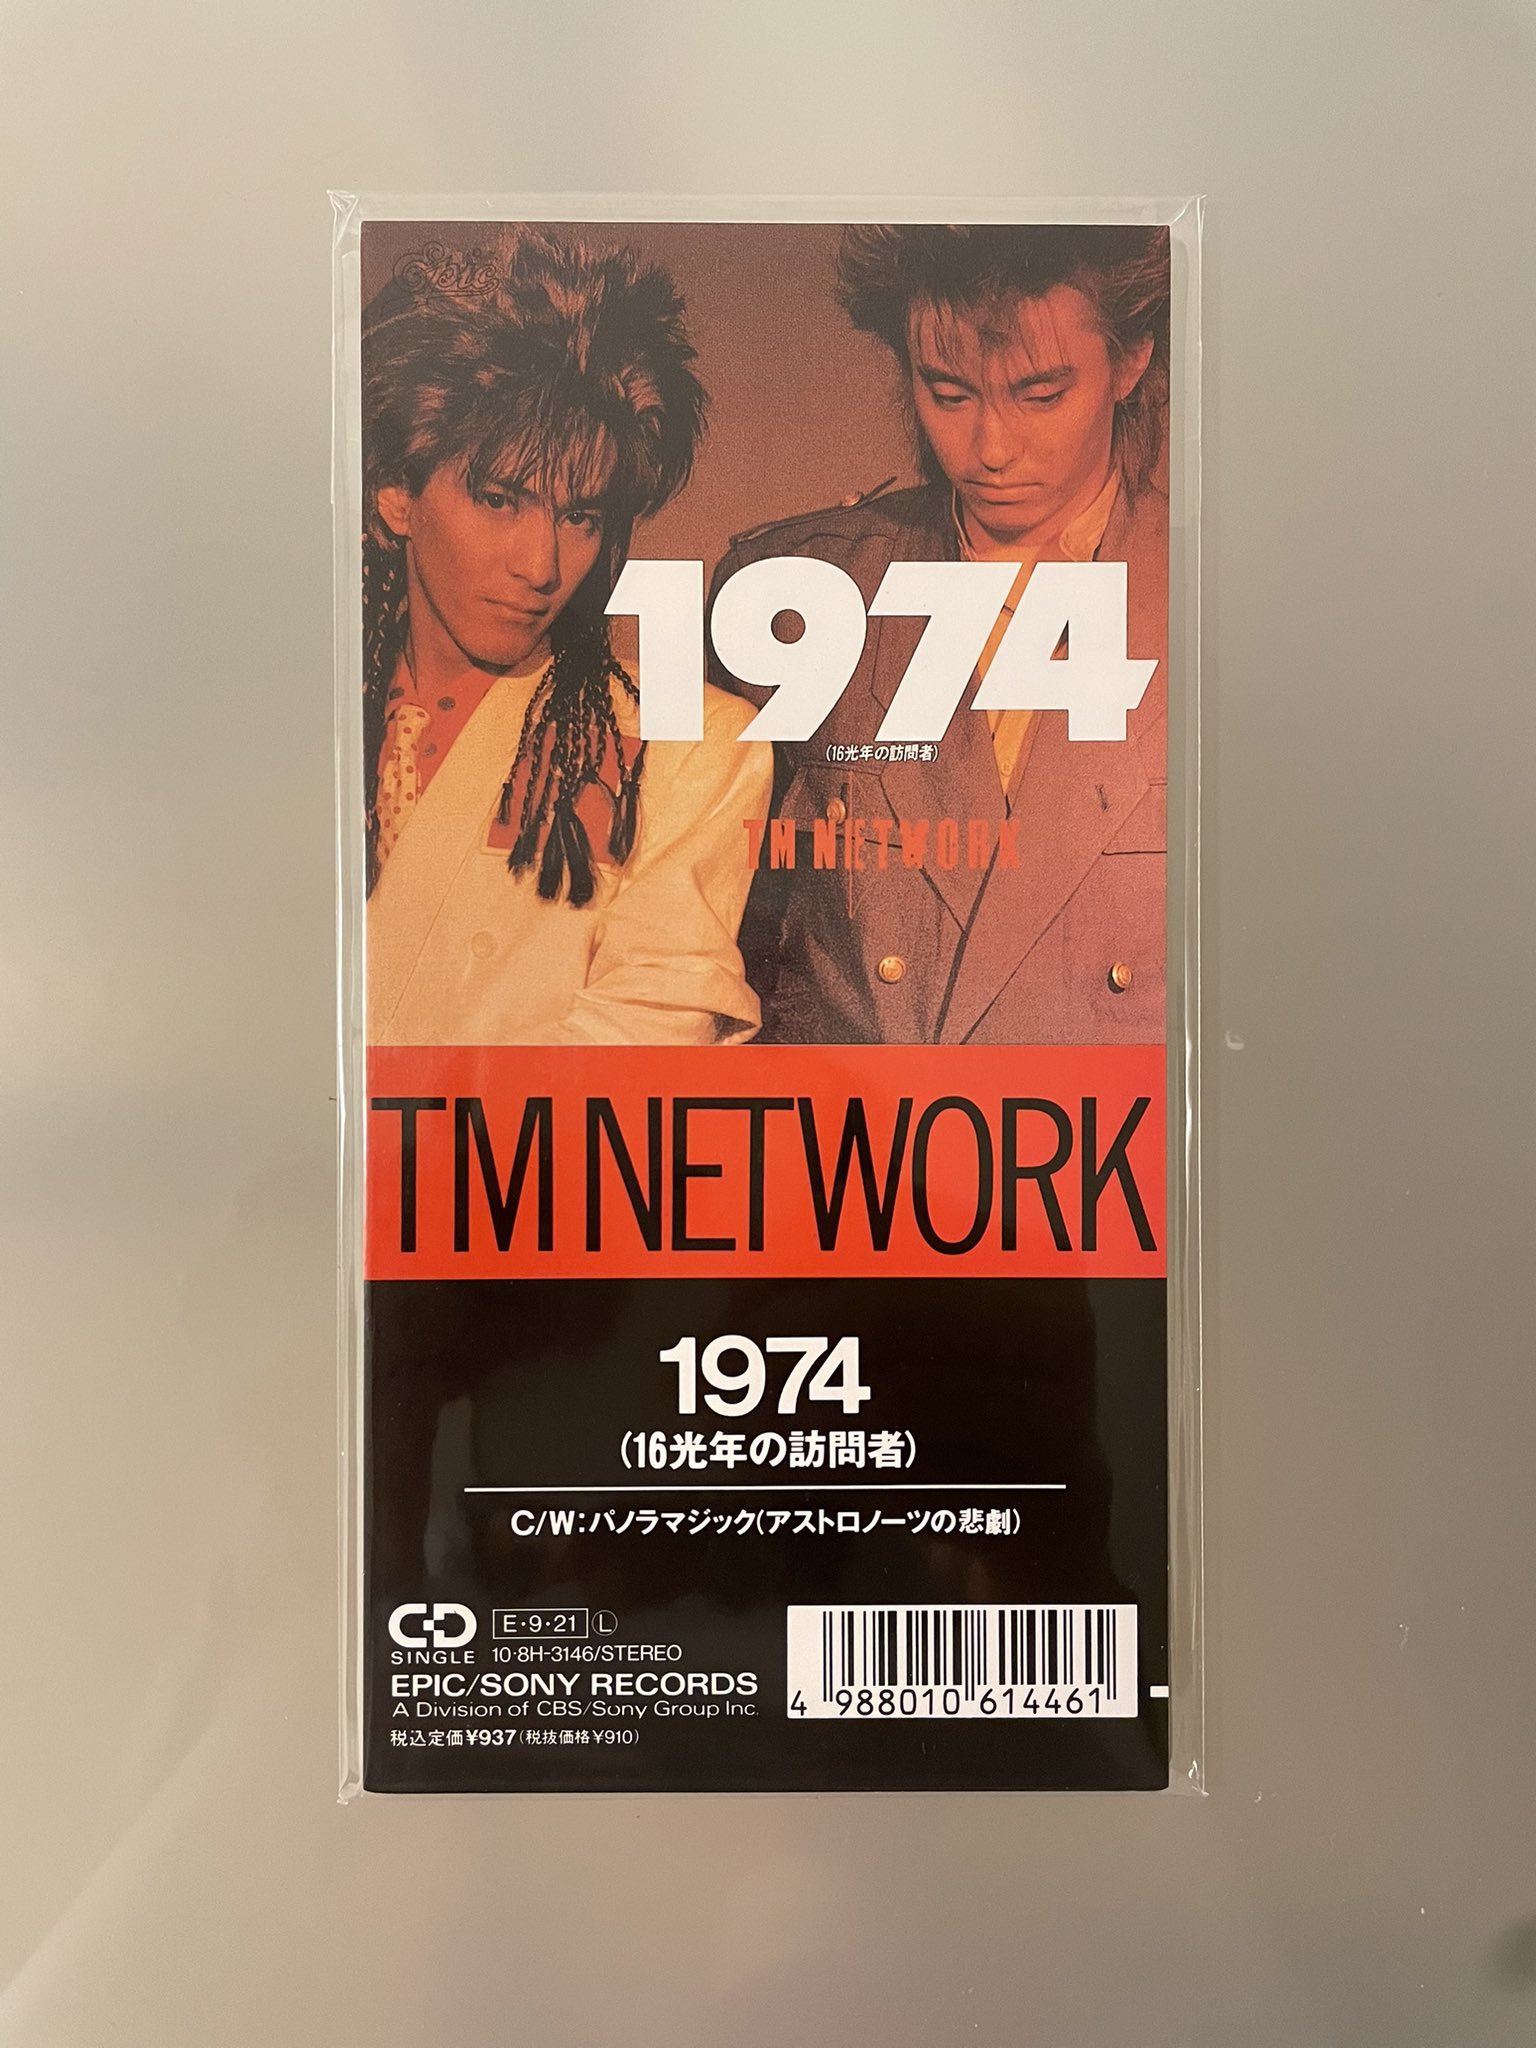 Epic
1974
(16光年の訪問者)
TM NETWORK
TM NETWORK
1974
(16光年の訪問者)
C/W:パノラマジック(アストロノーツの悲劇)
CD SINGLE
E・9・21 Ⓛ
10・8H-3146/STEREO
EPIC/SONY RECORDS
A Division of CBS/Sony Group Inc.
税込定価¥937(税抜価格¥910)
4 988010 614461